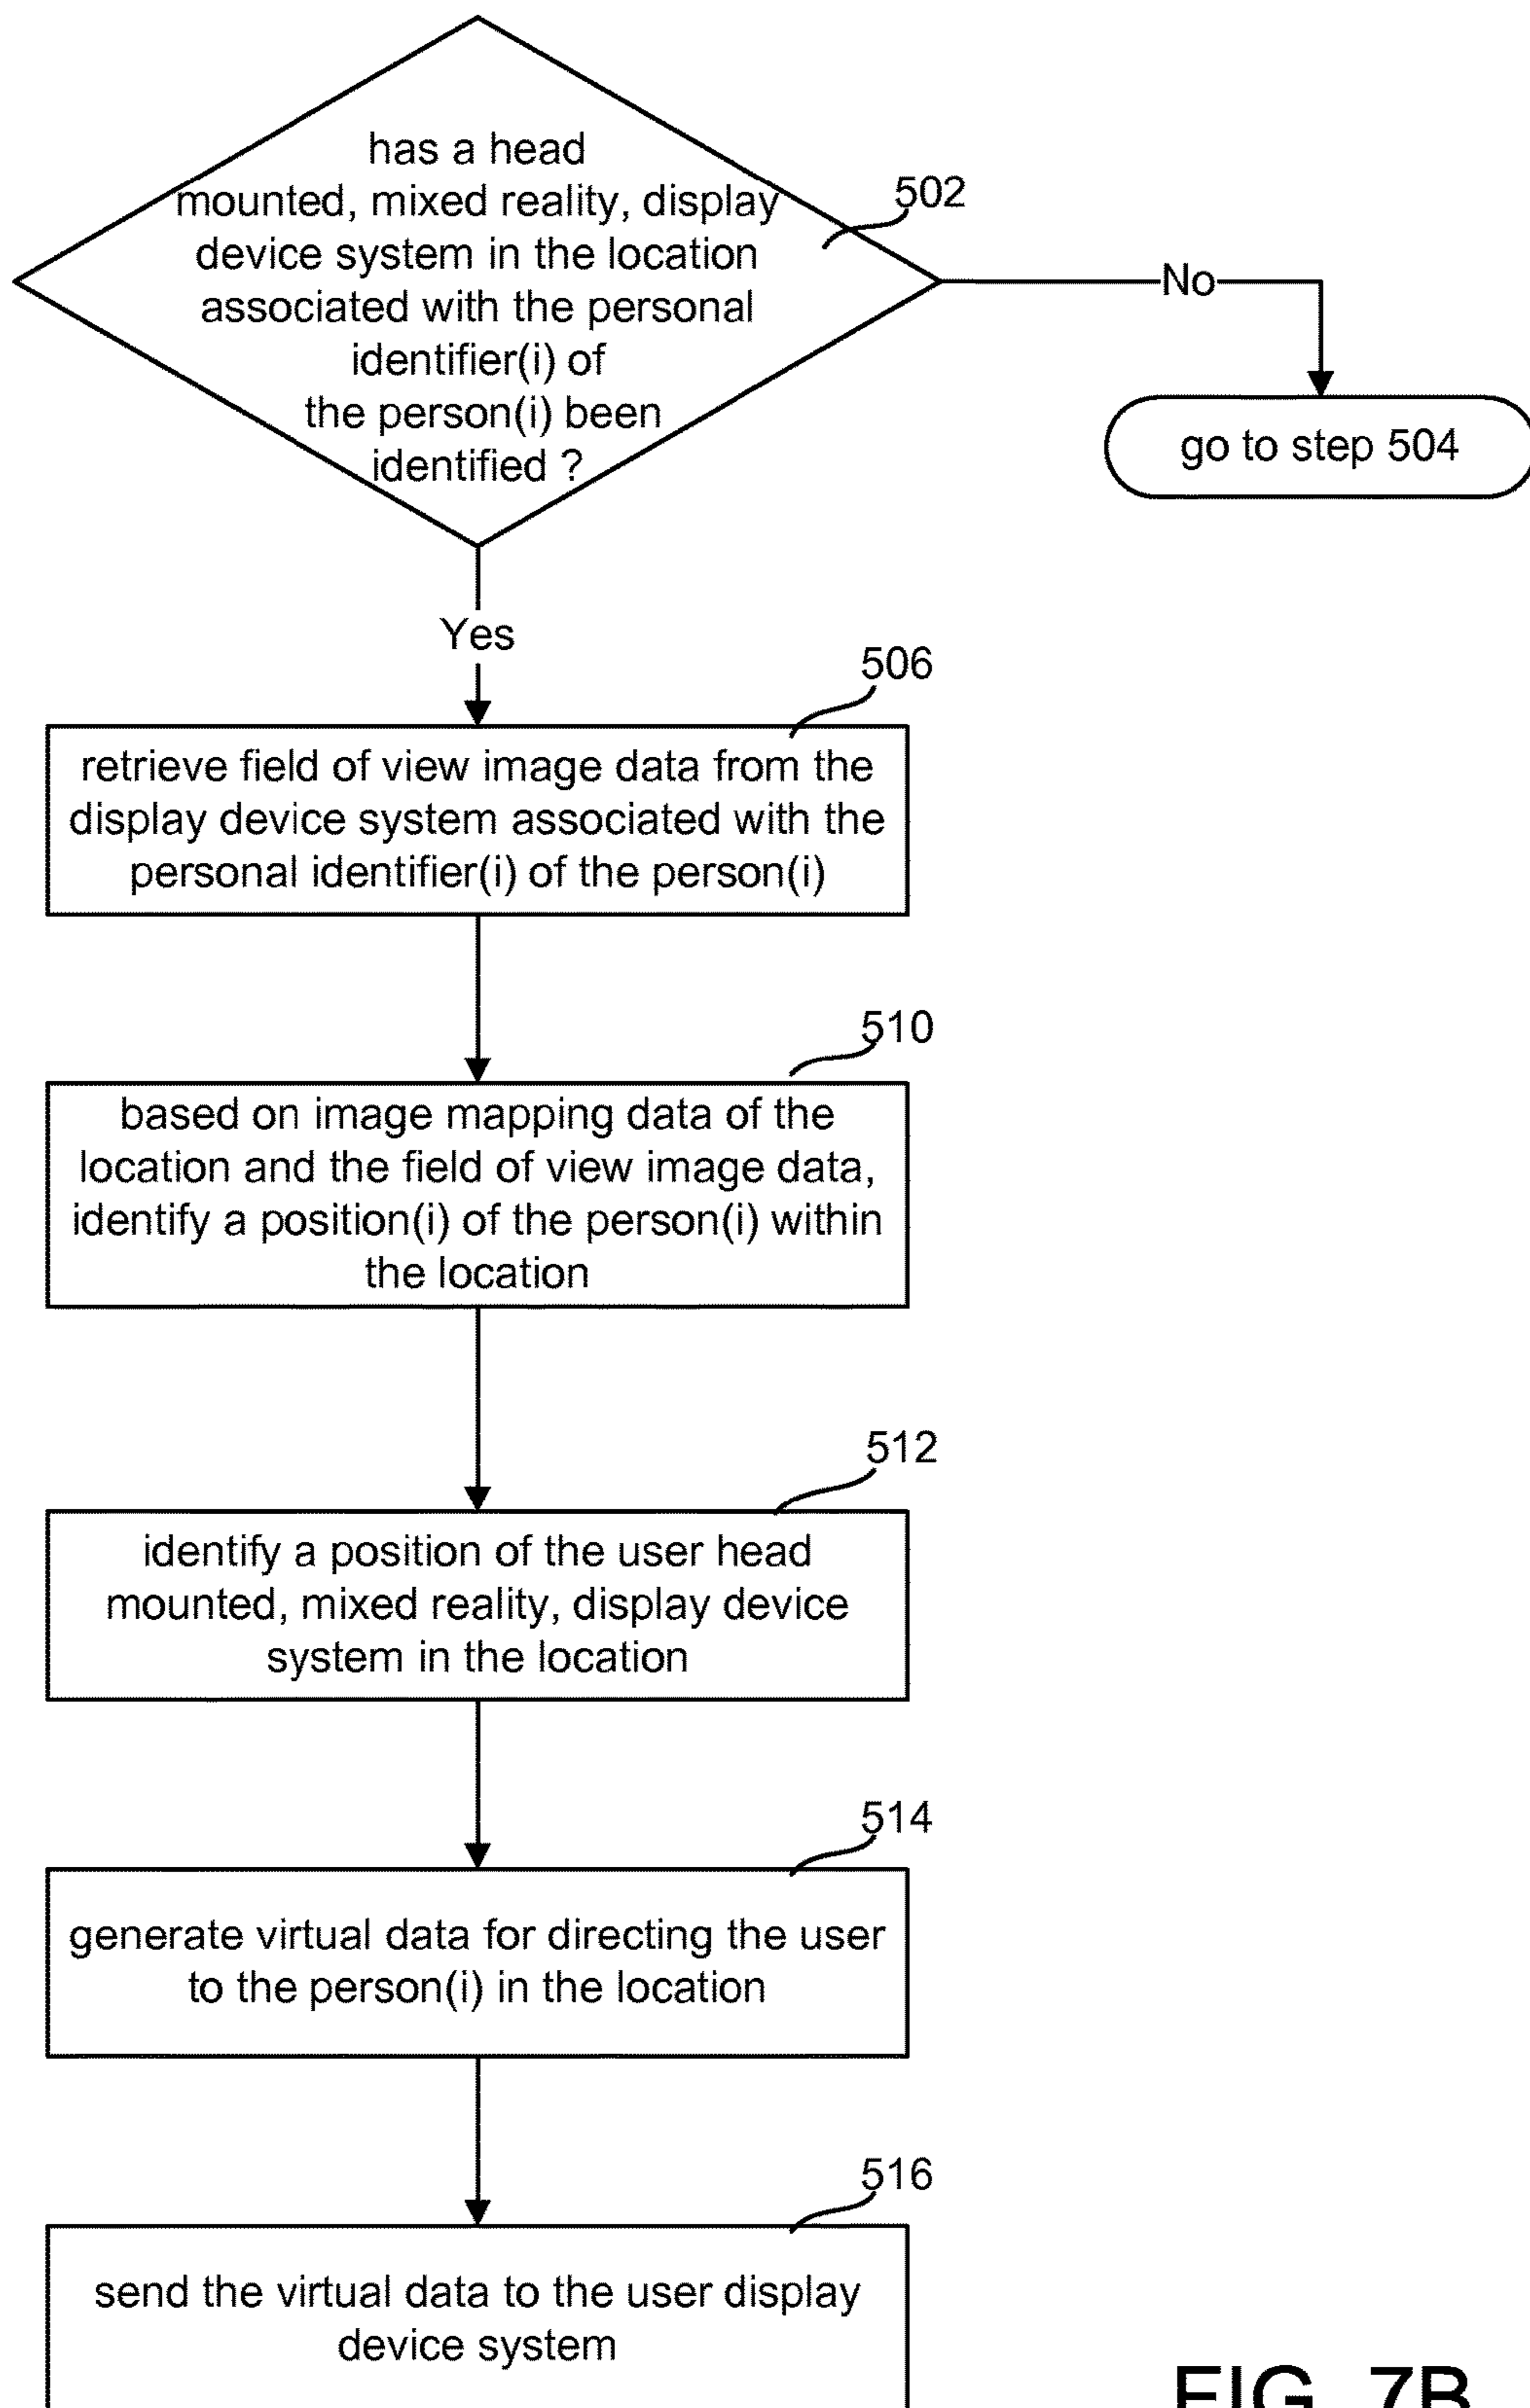 has a head
mounted, mixed reality, display
device system in the location
associated with the personal
identifier(i) of
the person(i) been
identified ?
502
No
go to step 504
Yes
506
retrieve field of view image data from the
display device system associated with the
personal identifier(i) of the person(i)
510
based on image mapping data of the
location and the field of view image data,
identify a position(i) of the person(i) within
the location
512
identify a position of the user head
mounted, mixed reality, display device
system in the location
514
generate virtual data for directing the user
to the person(i) in the location
516
send the virtual data to the user display
device system
FIG. 7B